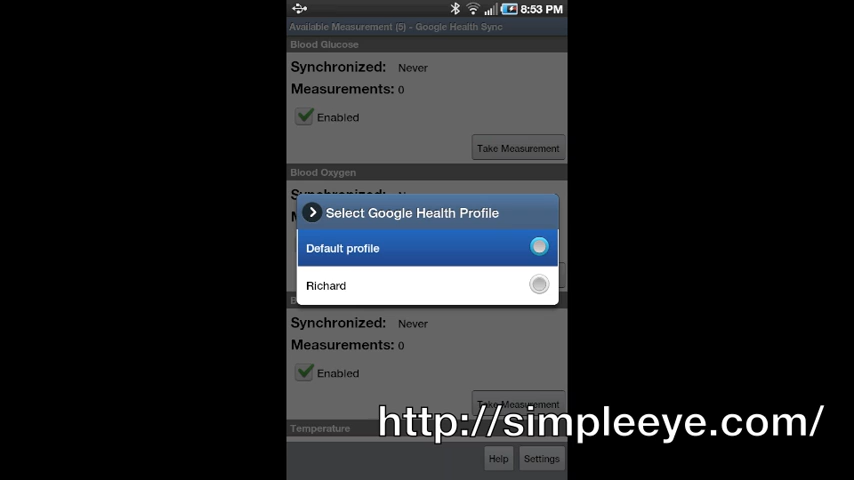 8:53 PM
Available Measurement (5) - Google Health Sync
Blood Glucose
Synchronized: Never
Measurements: 0
Enabled
Take Measurement
Blood Oxygen
Select Google Health Profile
Default profile
Richard
Synchronized: Never
Measurements: 0
Enabled
Take Measurement
http://simpleeye.com/
Temperature
Help Settings